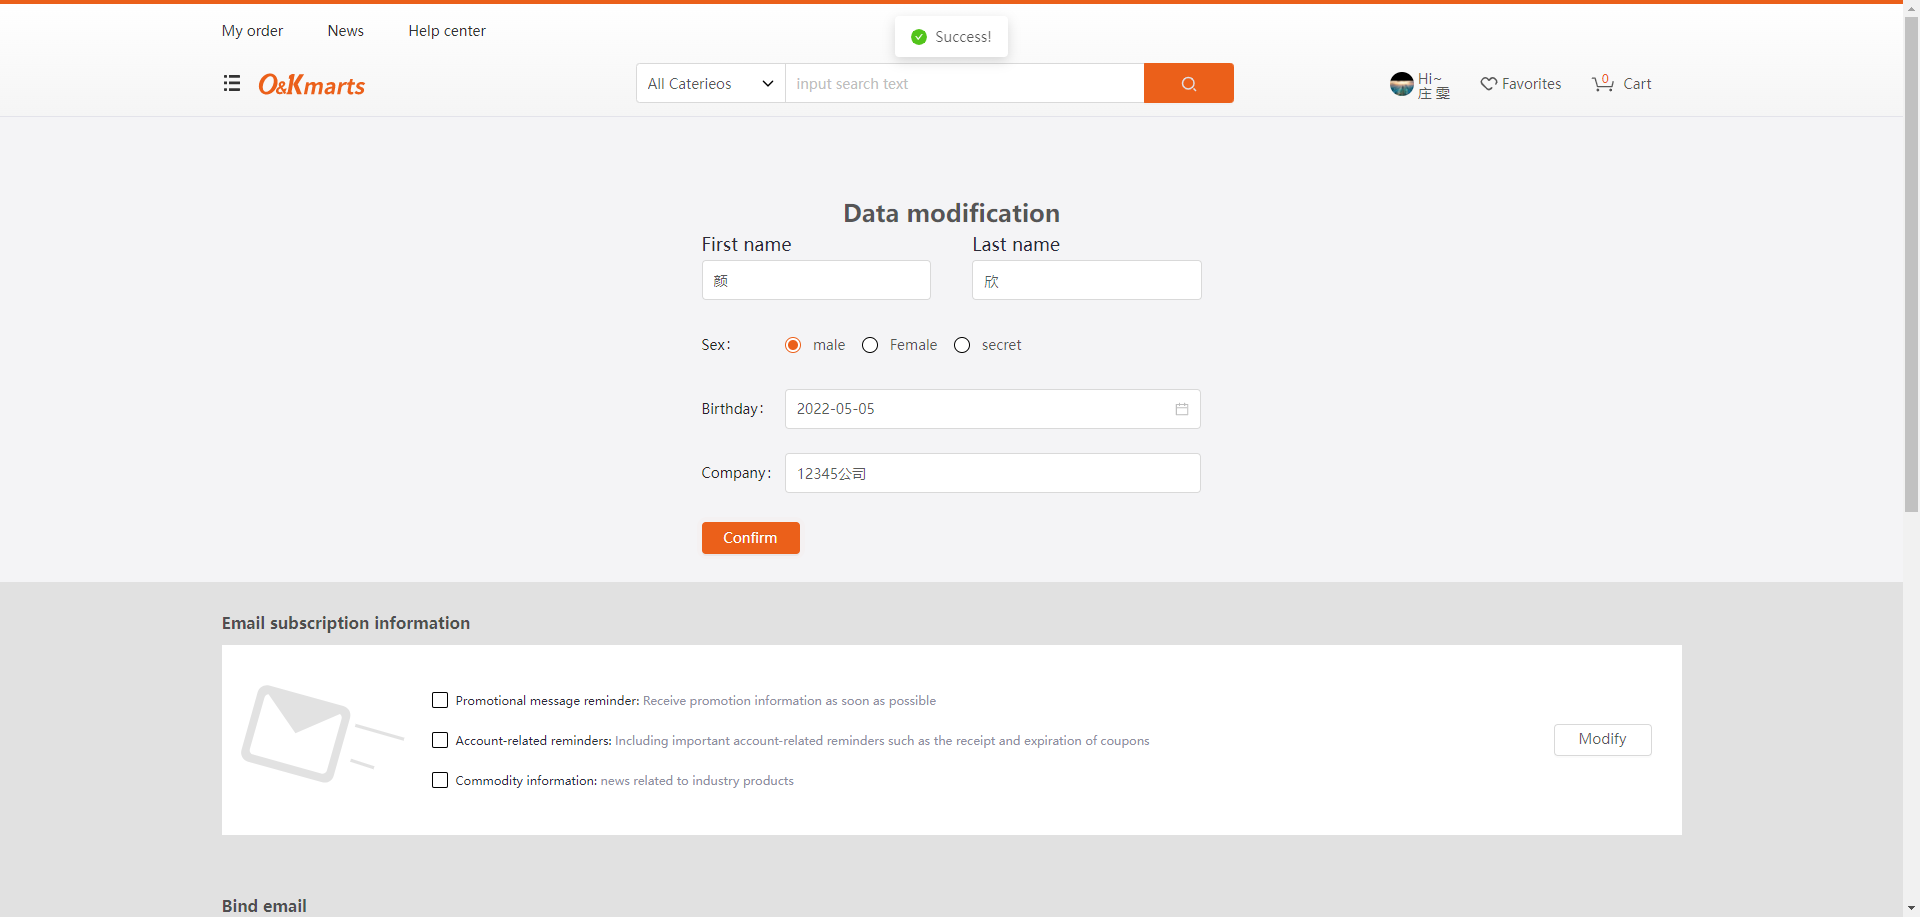 My order News Help center
Success!
O&Kmarts
All Caterieos
input search text
Hi~
庄 雯
Favorites
0
Cart
Data modification
First name Last name
颜 欣
Sex: male Female secret
Birthday: 2022-05-05
Company: 12345公司
Confirm
Email subscription information
Promotional message reminder: Receive promotion information as soon as possible
Account-related reminders: Including important account-related reminders such as the receipt and expiration of coupons
Modify
Commodity information: news related to industry products
Bind email